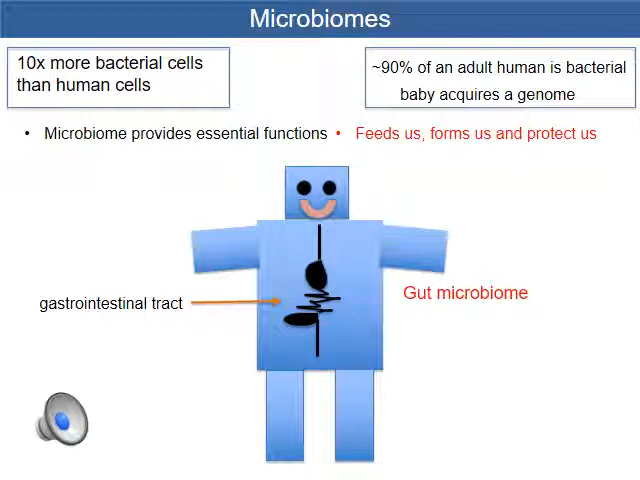 Microbiomes
10x more bacterial cells
than human cells
~90% of an adult human is bacterial
baby acquires a genome
• Microbiome provides essential functions
• Feeds us, forms us and protect us
gastrointestinal tract
Gut microbiome